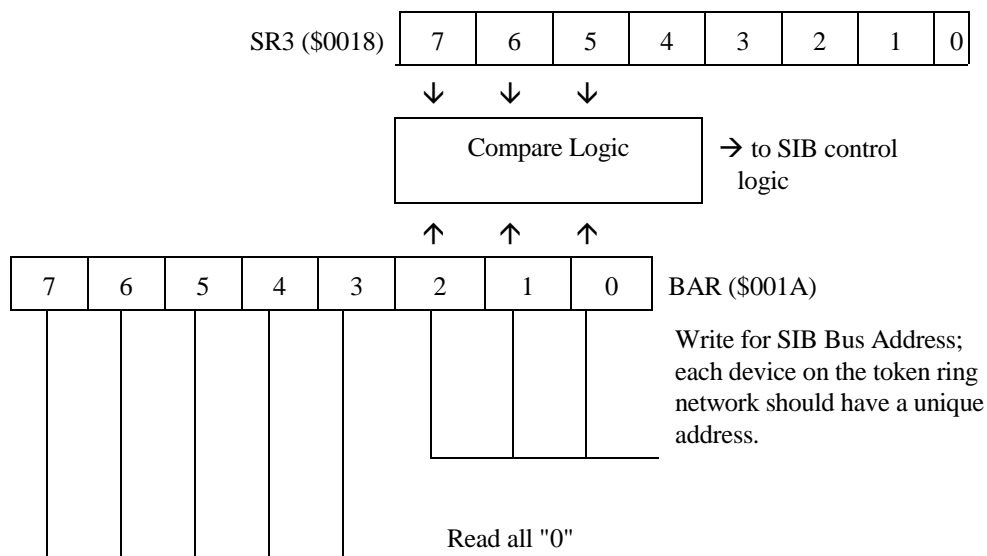 SR3 ($0018) 7 6 5 4 3 2 1 0
Compare Logic → to SIB control
logic
7 6 5 4 3 2 1 0 BAR ($001A)
Write for SIB Bus Address;
each device on the token ring
network should have a unique
address.
Read all "0"